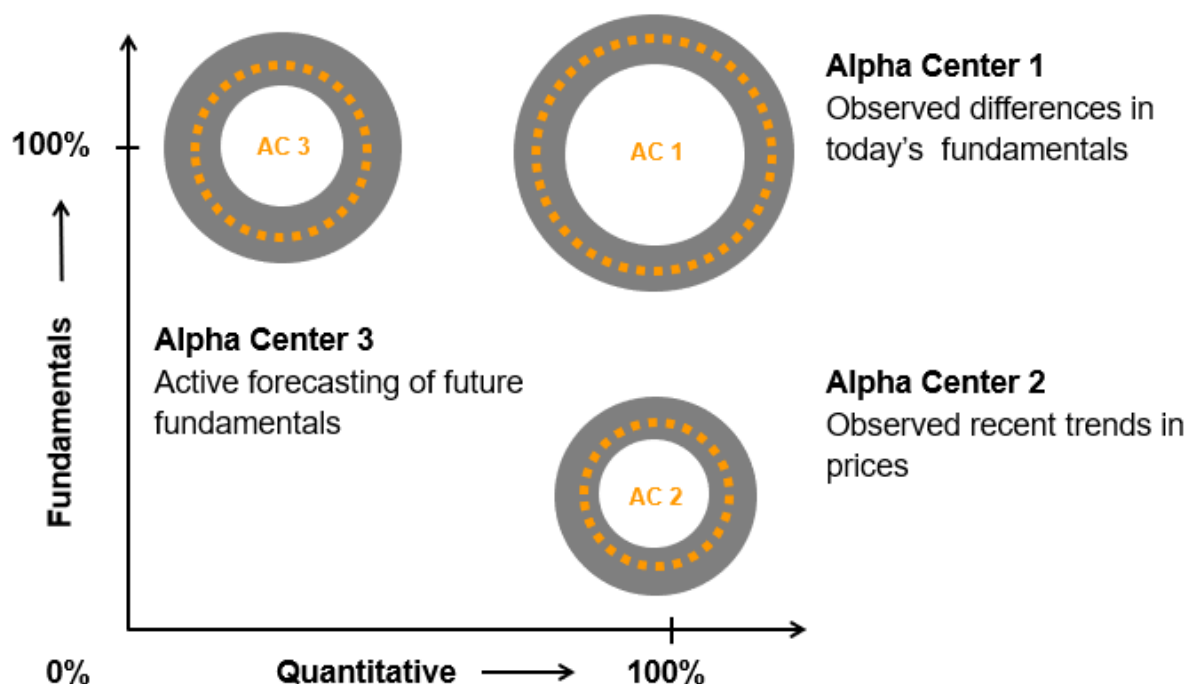 Alpha Center 1
Observed differences in
today's fundamentals
100%
AC 3
AC 1
Fundamentals
Alpha Center 3
Active forecasting of future
fundamentals
Alpha Center 2
Observed recent trends in
prices
AC 2
0%
Quantitative
100%